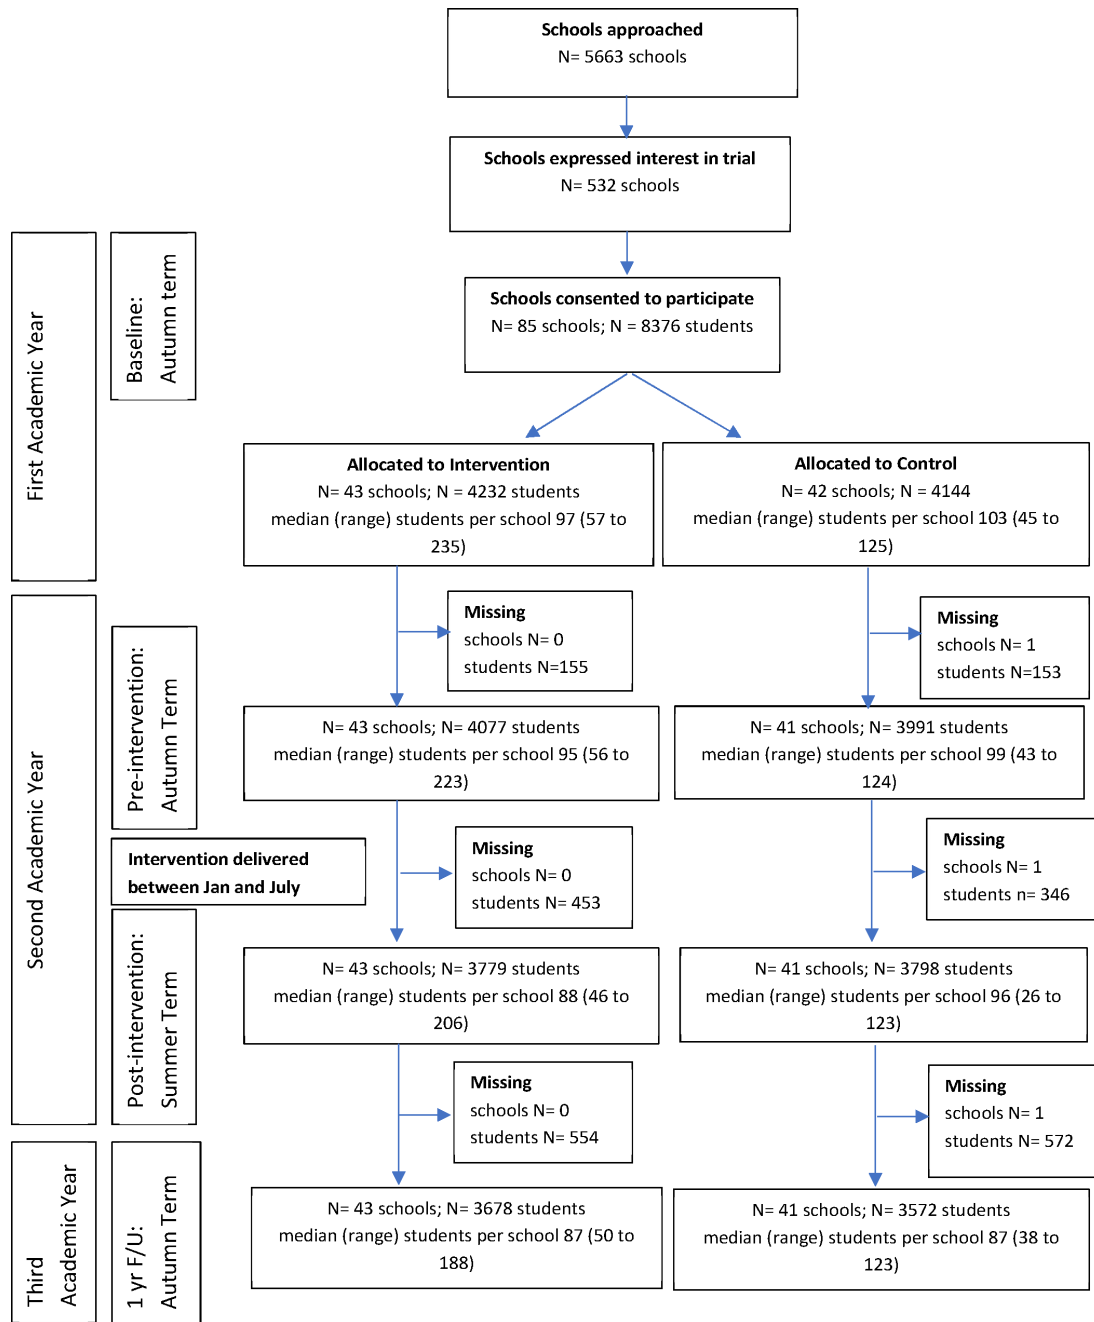 Schools approached
N= 5663 schools
Schools expressed interest in trial
N= 532 schools
First Academic Year
Baseline:
Autumn term
Schools consented to participate
N= 85 schools; N = 8376 students
Allocated to Intervention
N= 43 schools; N = 4232 students
median (range) students per school 97 (57 to
235)
Allocated to Control
N= 42 schools; N = 4144
median (range) students per school 103 (45 to
125)
Second Academic Year
Missing
schools N= 0
students N=155
Missing
schools N= 1
students N=153
Pre-intervention:
Autumn Term
N= 43 schools; N= 4077 students
median (range) students per school 95 (56 to
223)
N= 41 schools; N= 3991 students
median (range) students per school 99 (43 to
124)
Intervention delivered
between Jan and July
Missing
schools N= 0
students N= 453
Missing
schools N= 1
students n= 346
Post-intervention:
Summer Term
N= 43 schools; N= 3779 students
median (range) students per school 88 (46 to
206)
N= 41 schools; N= 3798 students
median (range) students per school 96 (26 to
123)
Missing
schools N= 0
students N= 554
Missing
schools N= 1
students N= 572
Third
Academic Year
1 yr F/U:
Autumn Term
N= 43 schools; N= 3678 students
median (range) students per school 87 (50 to
188)
N= 41 schools; N= 3572 students
median (range) students per school 87 (38 to
123)